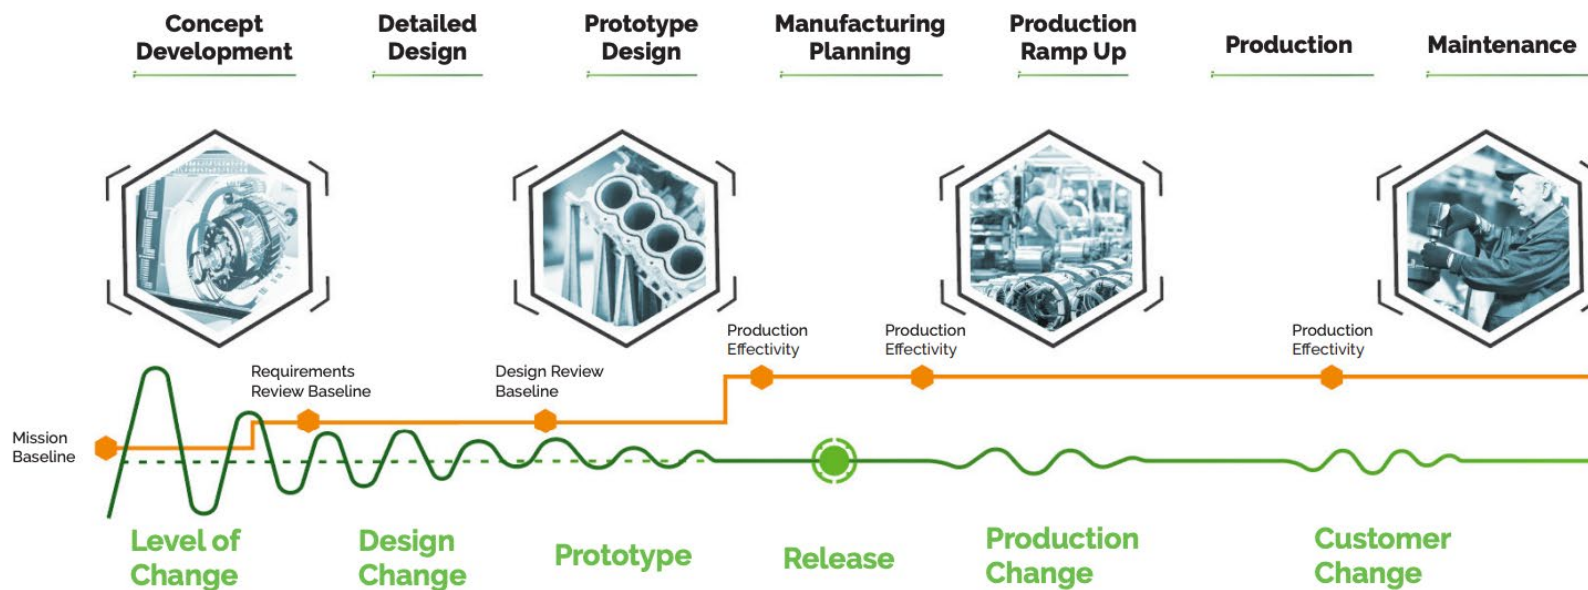 Concept
Development
Detailed
Design
Prototype
Design
Manufacturing
Planning
Production
Ramp Up
Production
Maintenance
Mission
Baseline
Requirements
Review Baseline
Design Review
Baseline
Production
Effectivity
Production
Effectivity
Production
Effectivity
Level of
Change
Design
Change
Prototype
Release
Production
Change
Customer
Change